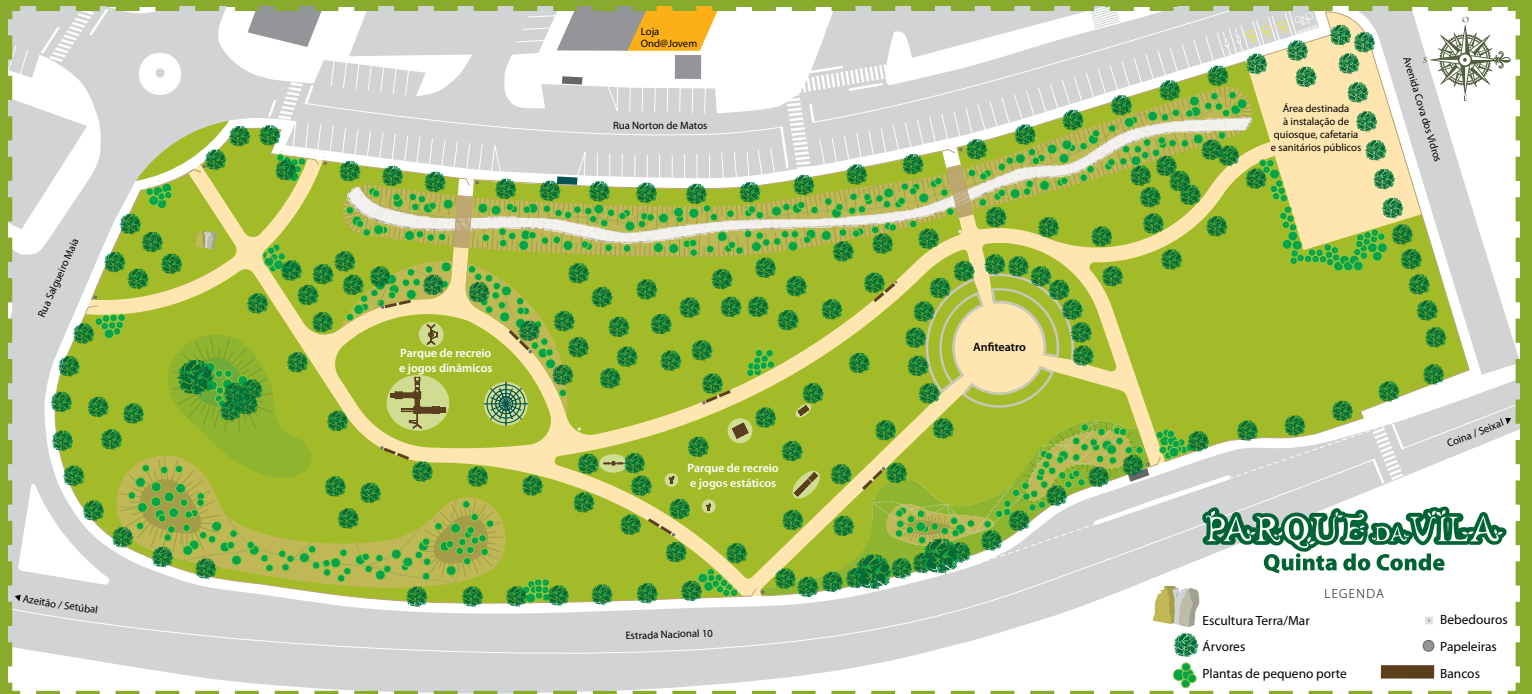 Loja
Ond@Jovem
Rua Norton de Matos
Avenida Cova dos Vidros
O
S
E
Área destinada
à instalação de
quiosque, cafetaria
e sanitários públicos
Rua Salgueiro Maia
Parque de recreio
e jogos dinâmicos
Anfiteatro
Parque de recreio
e jogos estáticos
Coina / Seixal
Azeitão / Setúbal
Estrada Nacional 10
PARQUE DA VILA
Quinta do Conde
LEGENDA
Escultura Terra/Mar
Árvores
Plantas de pequeno porte
Bebedouros
Papeleiras
Bancos